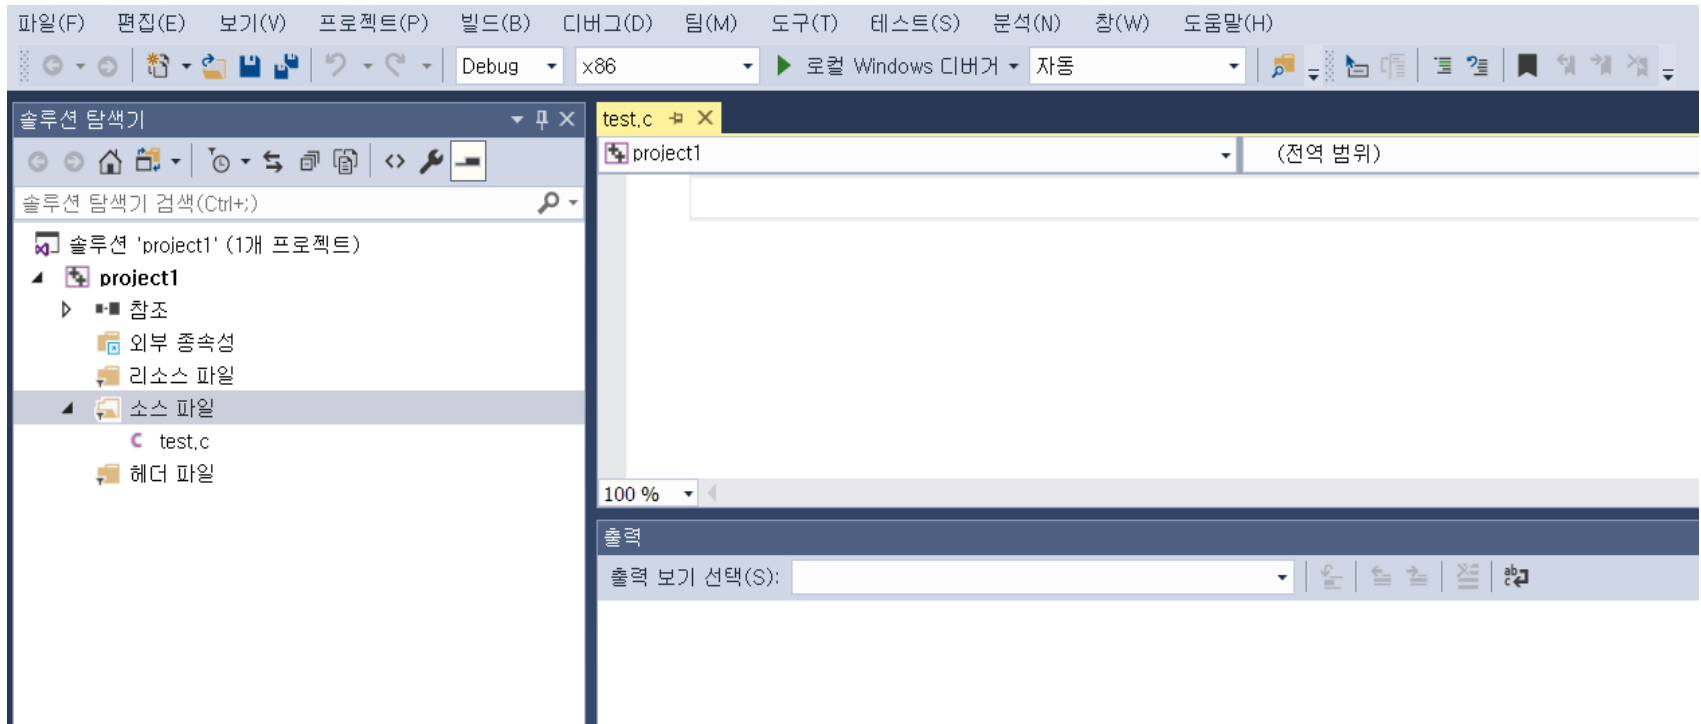 파일(F) 편집(E) 보기(V) 프로젝트(P) 빌드(B) 디버그(D) 팀(M) 도구(T) 테스트(S) 분석(N) 창(W) 도움말(H)
Debug x86 로컬 Windows 디버거 자동
솔루션 탐색기
test.c
project1 (전역 범위)
솔루션 탐색기 검색(Ctrl+;)
솔루션 'project1' (1개 프로젝트)
project1
참조
외부 종속성
리소스 파일
소스 파일
test.c
헤더 파일
100 %
출력
출력 보기 선택(S):